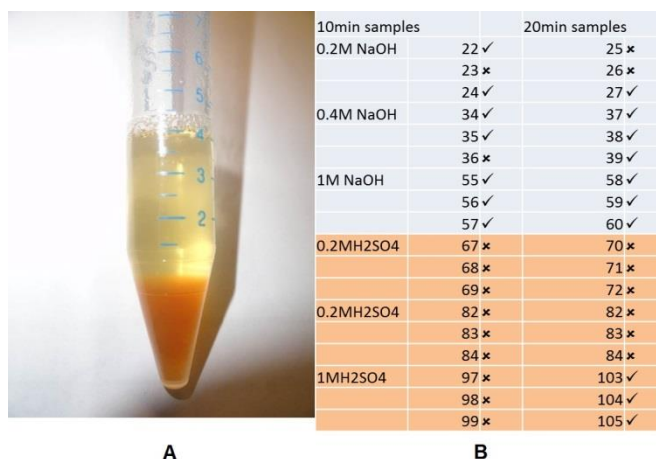 7
6
5
4
3
2
10min samples 20min samples
0.2M NaOH 22 ✓ 25 ×
23 × 26 ×
24 ✓ 27 ✓
0.4M NaOH 34 ✓ 37 ✓
35 ✓ 38 ✓
36 × 39 ✓
1M NaOH 55 ✓ 58 ✓
56 ✓ 59 ✓
57 ✓ 60 ✓
0.2MH2SO4 67 × 70 ×
68 × 71 ×
69 × 72 ×
0.2MH2SO4 82 × 82 ×
83 × 83 ×
84 × 84 ×
1MH2SO4 97 × 103 ✓
98 × 104 ✓
99 × 105 ✓
A B